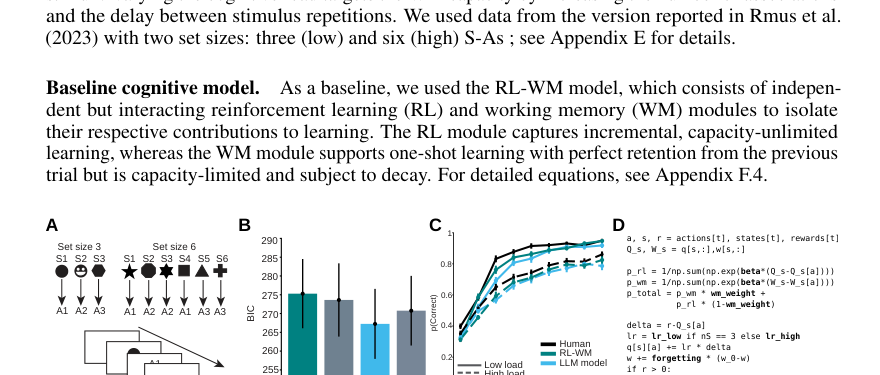 and the delay between stimulus repetitions. We used data from the version reported in Rmus et al.
(2023) with two set sizes: three (low) and six (high) S-As ; see Appendix E for details.
Baseline cognitive model. As a baseline, we used the RL-WM model, which consists of indepen-
dent but interacting reinforcement learning (RL) and working memory (WM) modules to isolate
their respective contributions to learning. The RL module captures incremental, capacity-unlimited
learning, whereas the WM module supports one-shot learning with perfect retention from the previous
trial but is capacity-limited and subject to decay. For detailed equations, see Appendix F.4.
A
Set size 3
Set size 6
S1 S2 S3
S1 S2 S3 S4 S5 S6
A1 A2 A3
A1 A2 A1 A2 A3 A3
B
BIC
290
285
280
275
270
265
260
255
C
p(Correct)
1
0.8
0.6
0.4
0.2
Human
RL-WM
LLM model
Low load
High load
D
a, s, r = actions[t], states[t], rewards[t]
Q_s, W_s = q[s,:],w[s,:]
p_rl = 1/np.sum(np.exp(beta*(Q_s-Q_s[a])))
p_wm = 1/np.sum(np.exp(beta*(W_s-W_s[a])))
p_total = p_wm * wm_weight +
p_rl * (1-wm_weight)
delta = r-Q_s[a]
lr = lr_low if nS == 3 else lr_high
q[s][a] += lr * delta
w += forgetting * (w_0-w)
if r > 0: